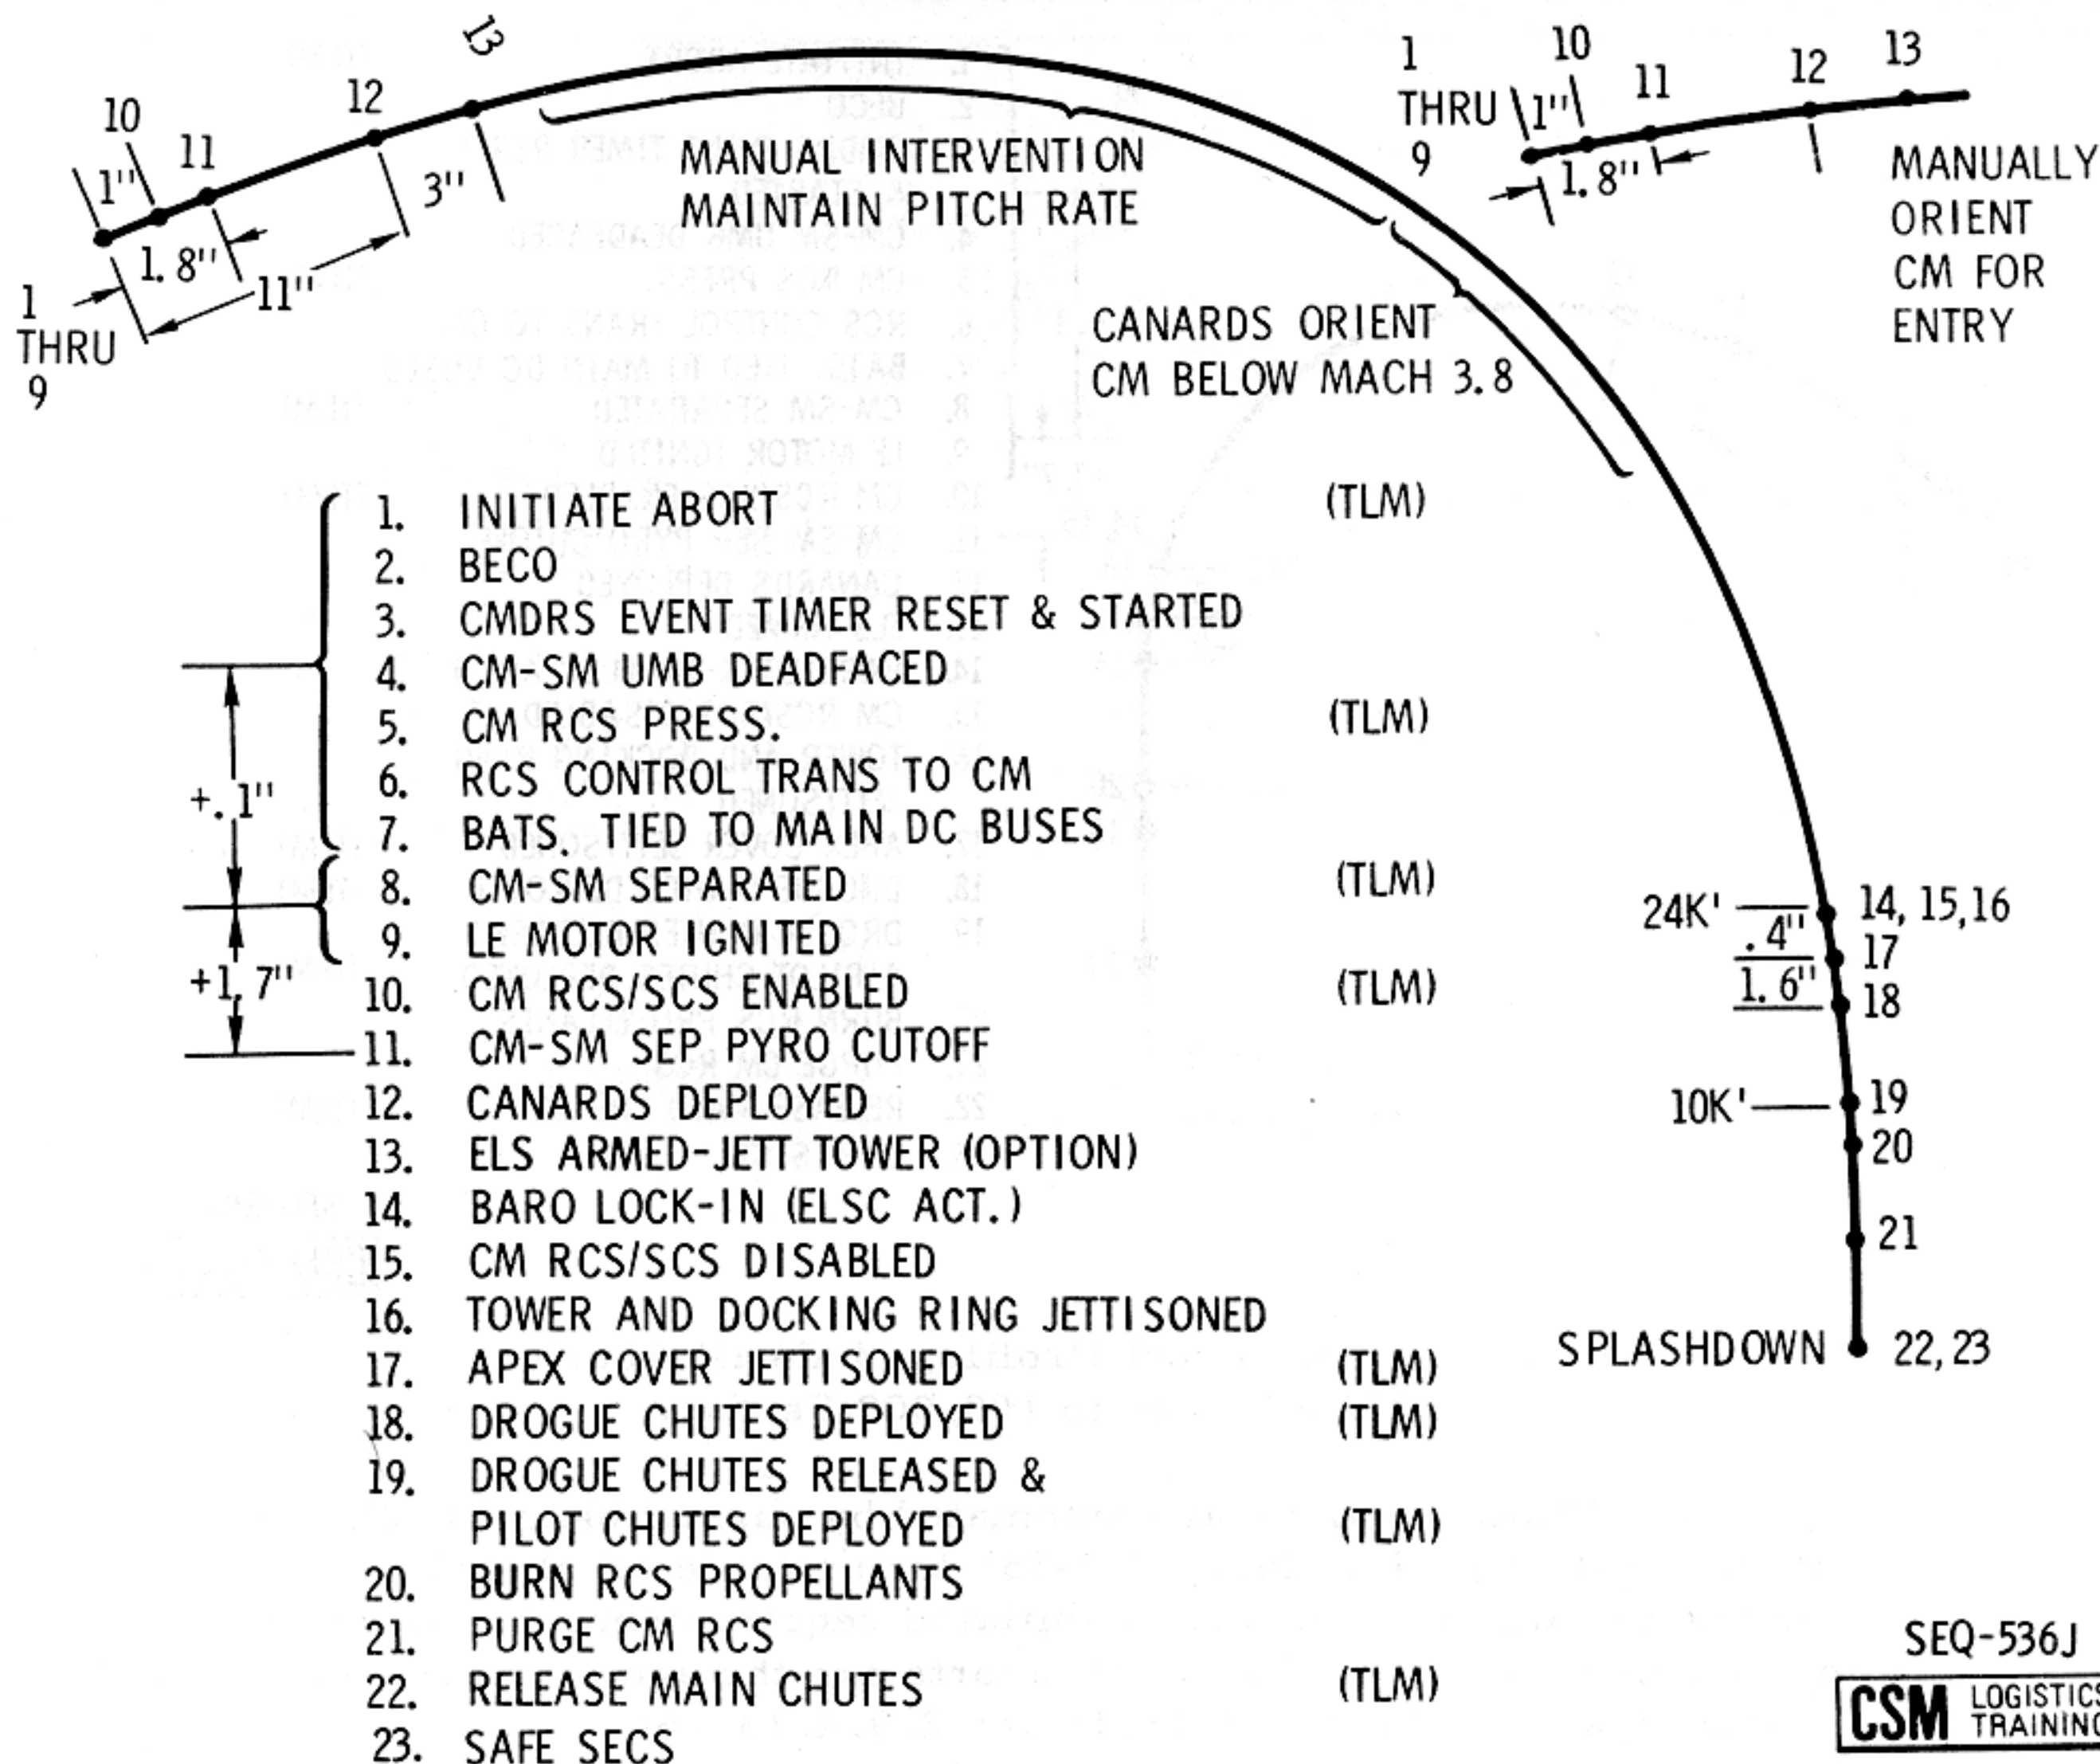 13
12
10
11
1"
3"
1.8"
11"
1
THRU
9
MANUAL INTERVENTION
MAINTAIN PITCH RATE
CANARDS ORIENT
CM BELOW MACH 3.8
1
THRU
9
10
11
12
13
1"
1.8"
MANUALLY
ORIENT
CM FOR
ENTRY
1. INITIATE ABORT (TLM)
2. BECO
3. CMDRS EVENT TIMER RESET & STARTED
4. CM-SM UMB DEADFACED
5. CM RCS PRESS. (TLM)
6. RCS CONTROL TRANS TO CM
7. BATS. TIED TO MAIN DC BUSES
8. CM-SM SEPARATED (TLM)
9. LE MOTOR IGNITED
10. CM RCS/SCS ENABLED (TLM)
11. CM-SM SEP PYRO CUTOFF
12. CANARDS DEPLOYED
13. ELS ARMED-JETT TOWER (OPTION)
14. BARO LOCK-IN (ELSC ACT.)
15. CM RCS/SCS DISABLED
16. TOWER AND DOCKING RING JETTISONED
17. APEX COVER JETTISONED (TLM)
18. DROGUE CHUTES DEPLOYED (TLM)
19. DROGUE CHUTES RELEASED &
PILOT CHUTES DEPLOYED (TLM)
20. BURN RCS PROPELLANTS
21. PURGE CM RCS
22. RELEASE MAIN CHUTES (TLM)
23. SAFE SECS
+.1"
+1.7"
24K' 14, 15,16
.4" 17
1.6" 18
10K' 19
20
21
SPLASHDOWN 22,23
SEQ-536J
CSM LOGISTICS
TRAINING